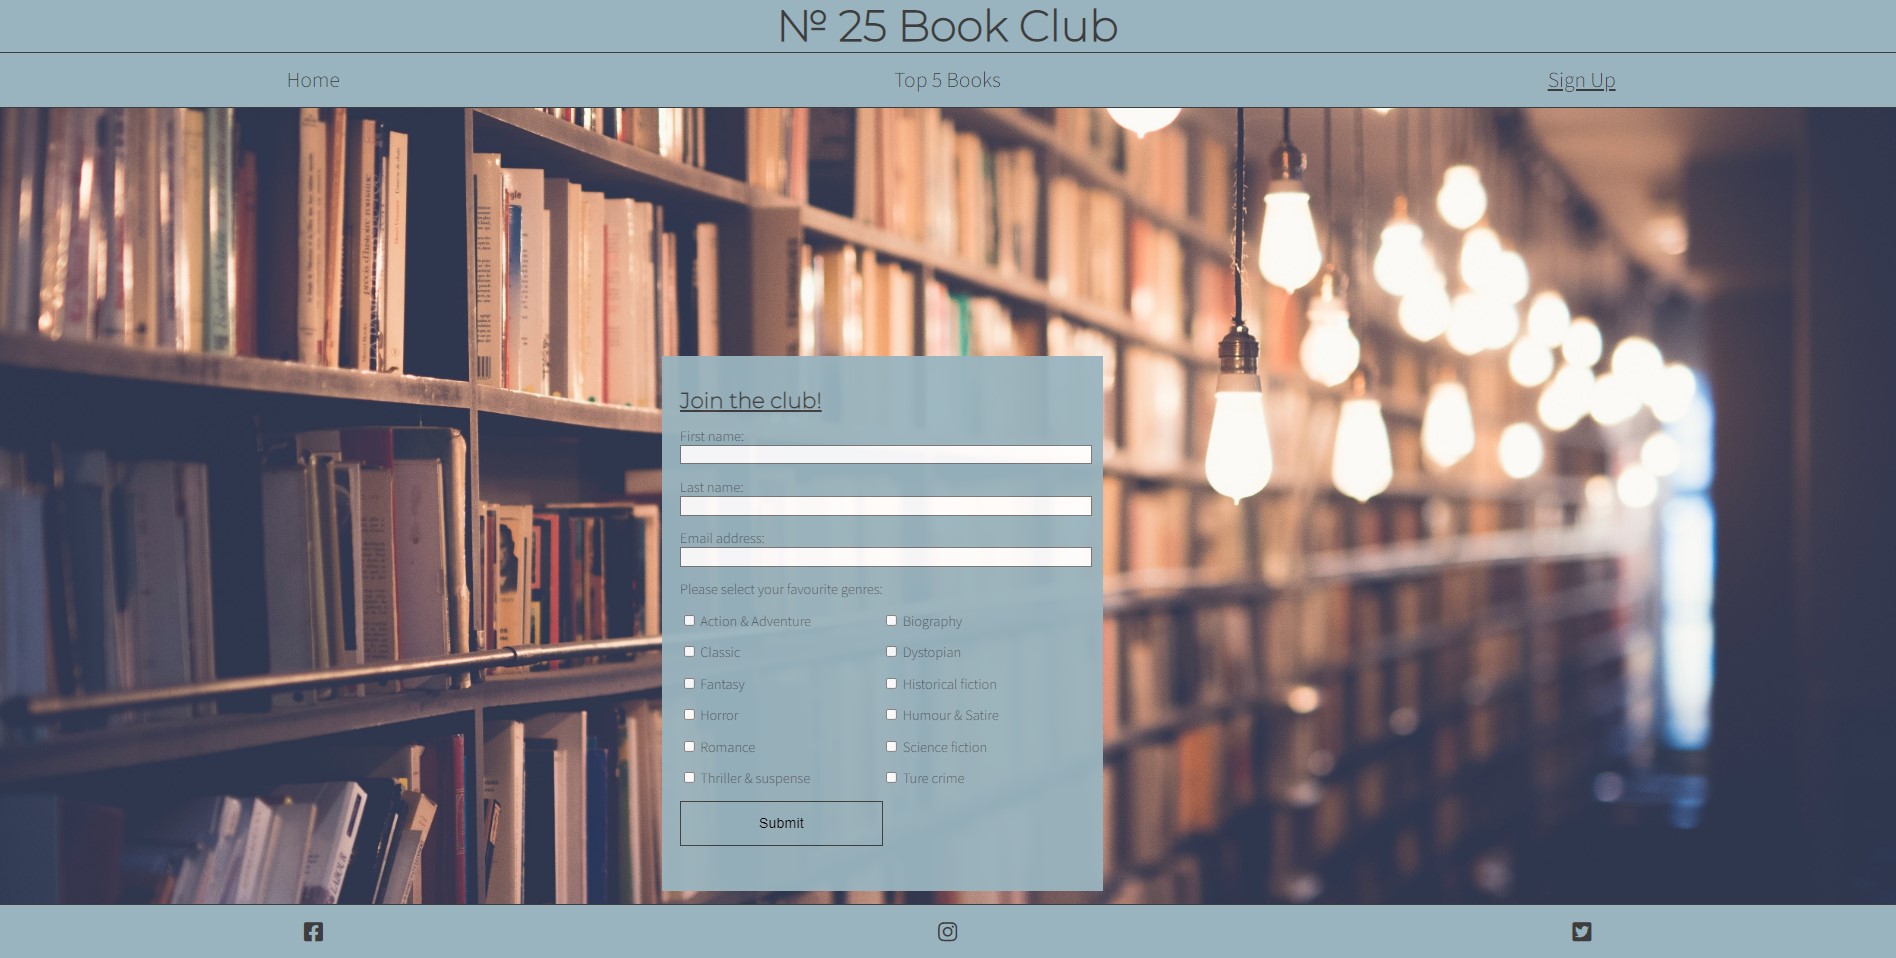 № 25 Book Club
Home Top 5 Books Sign Up
Join the club!
First name:
Last name:
Email address:
Please select your favourite genres:
Action & Adventure Biography
Classic Dystopian
Fantasy Historical fiction
Horror Humour & Satire
Romance Science fiction
Thriller & suspense Ture crime
Submit